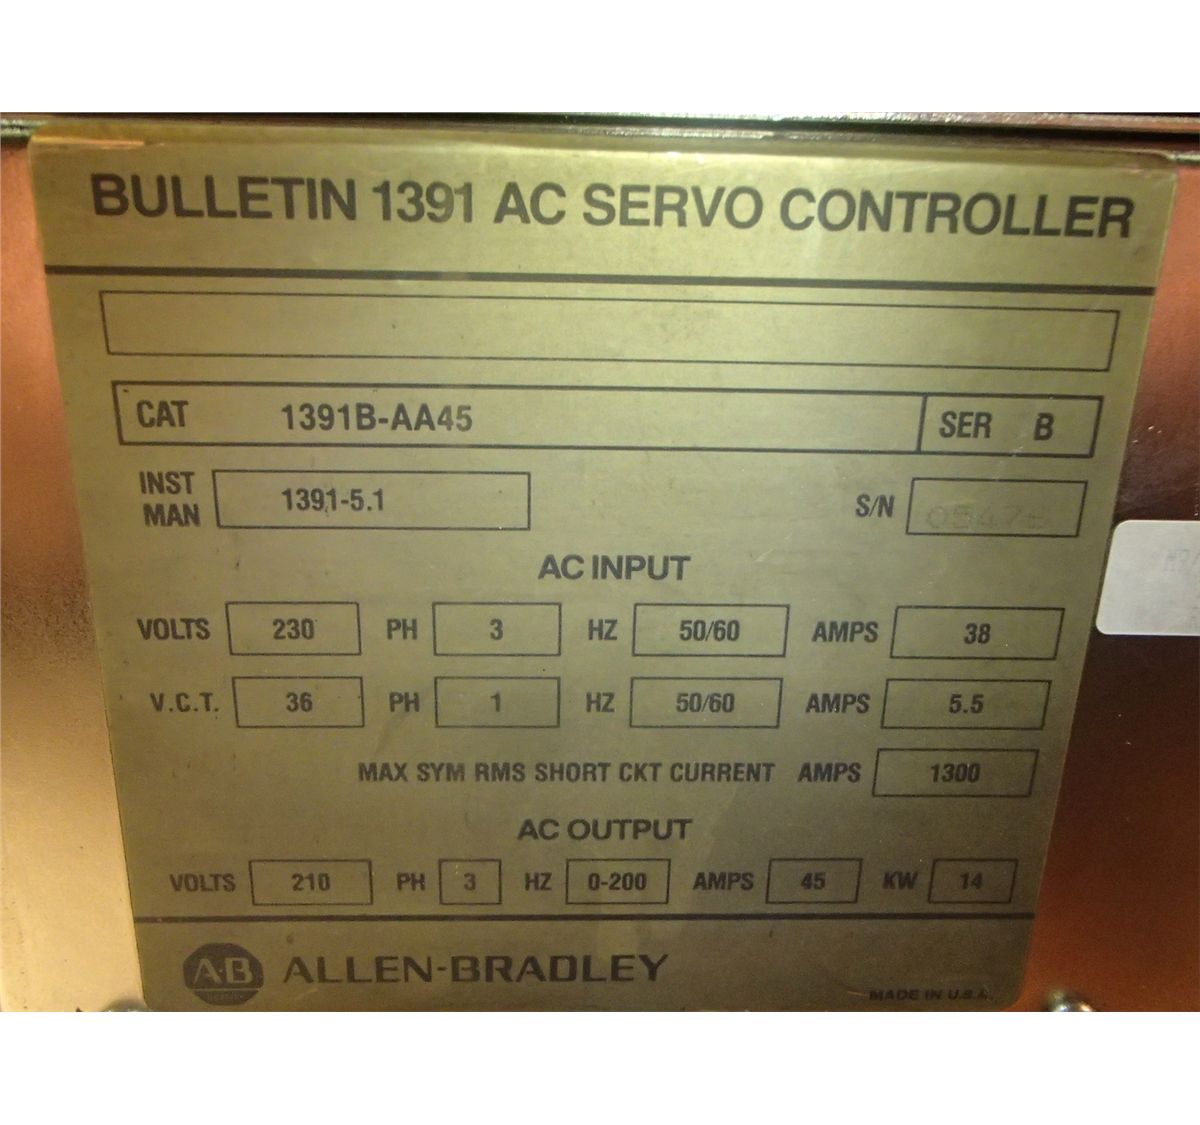 BULLETIN 1391 AC SERVO CONTROLLER
CAT 1391B-AA45 SER B
INST MAN 1391-5.1 S/N
AC INPUT
VOLTS 230 PH 3 HZ 50/60 AMPS 38
V.C.T. 36 PH 1 HZ 50/60 AMPS 5.5
MAX SYM RMS SHORT CKT CURRENT AMPS 1300
AC OUTPUT
VOLTS 210 PH 3 HZ 0-200 AMPS 45 KW 14
A-B ALLEN-BRADLEY
MADE IN U.S.A.